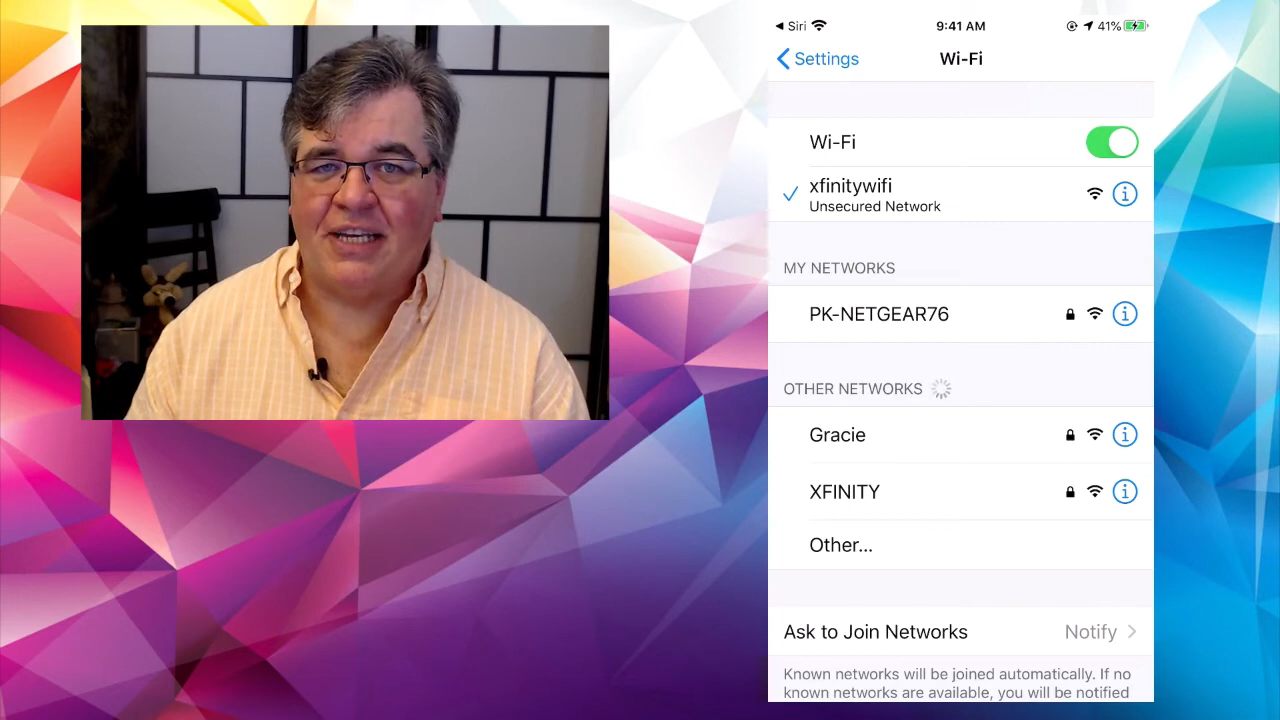 Siri
9:41 AM
41%
Settings
Wi-Fi
Wi-Fi
xfinitywifi
Unsecured Network
MY NETWORKS
PK-NETGEAR76
OTHER NETWORKS
Gracie
XFINITY
Other...
Ask to Join Networks
Notify
Known networks will be joined automatically. If no
known networks are available, you will be notified